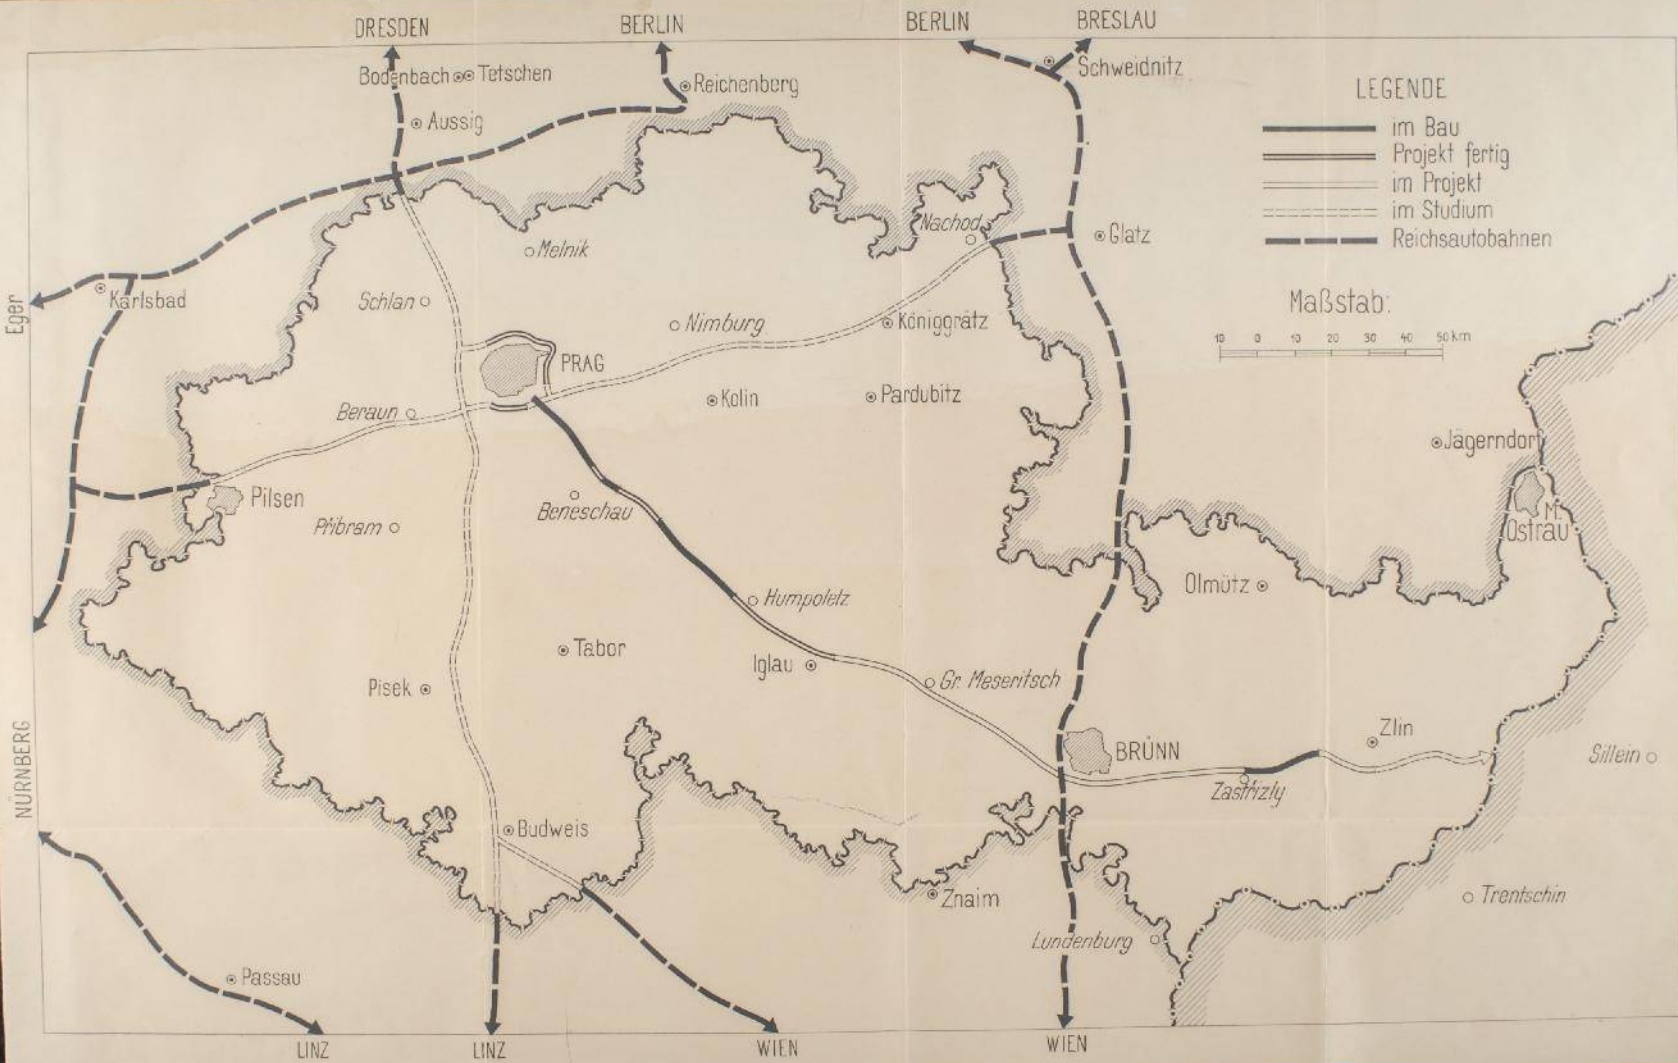 DRESDEN
BERLIN
BERLIN
BRESLAU
Bodenbach
Tetschen
Reichenberg
Schweidnitz
Aussig
LEGENDE
im Bau
Projekt fertig
im Projekt
im Studium
Reichsautobahnen
Nachod
Glatz
Melnik
Karlsbad
Eger
Schlan
Nimburg
Königgrätz
Maßstab:
10 0 10 20 30 40 50 km
PRAG
Beraun
Kolin
Pardubitz
Jägerndorf
Pilsen
Beneschau
Přibram
M.
Ostrau
Humpoletz
Olmütz
Tabor
Iglau
Pisek
Gr. Meseritsch
NÜRNBERG
BRÜNN
Zlin
Sillein
Zastrizly
Budweis
Znaim
Trentschin
Lundenburg
Passau
LINZ
LINZ
WIEN
WIEN